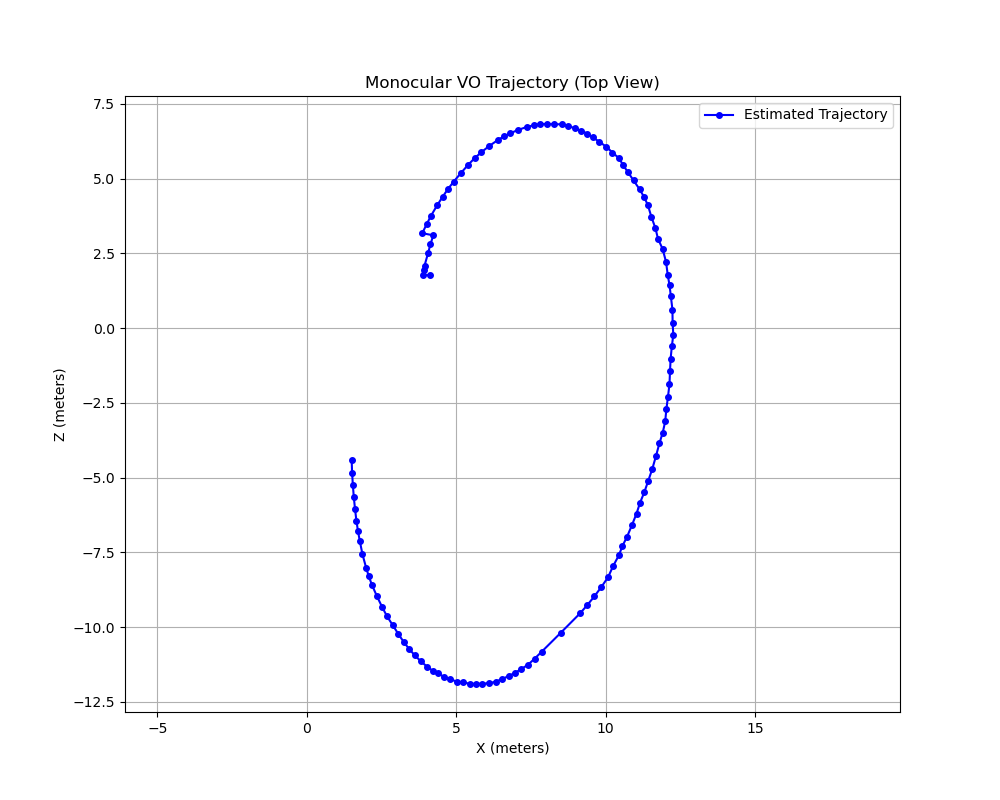 Monocular VO Trajectory (Top View)
Estimated Trajectory
7.5
5.0
2.5
0.0
−2.5
−5.0
−7.5
−10.0
−12.5
Z (meters)
−5 0 5 10 15
X (meters)